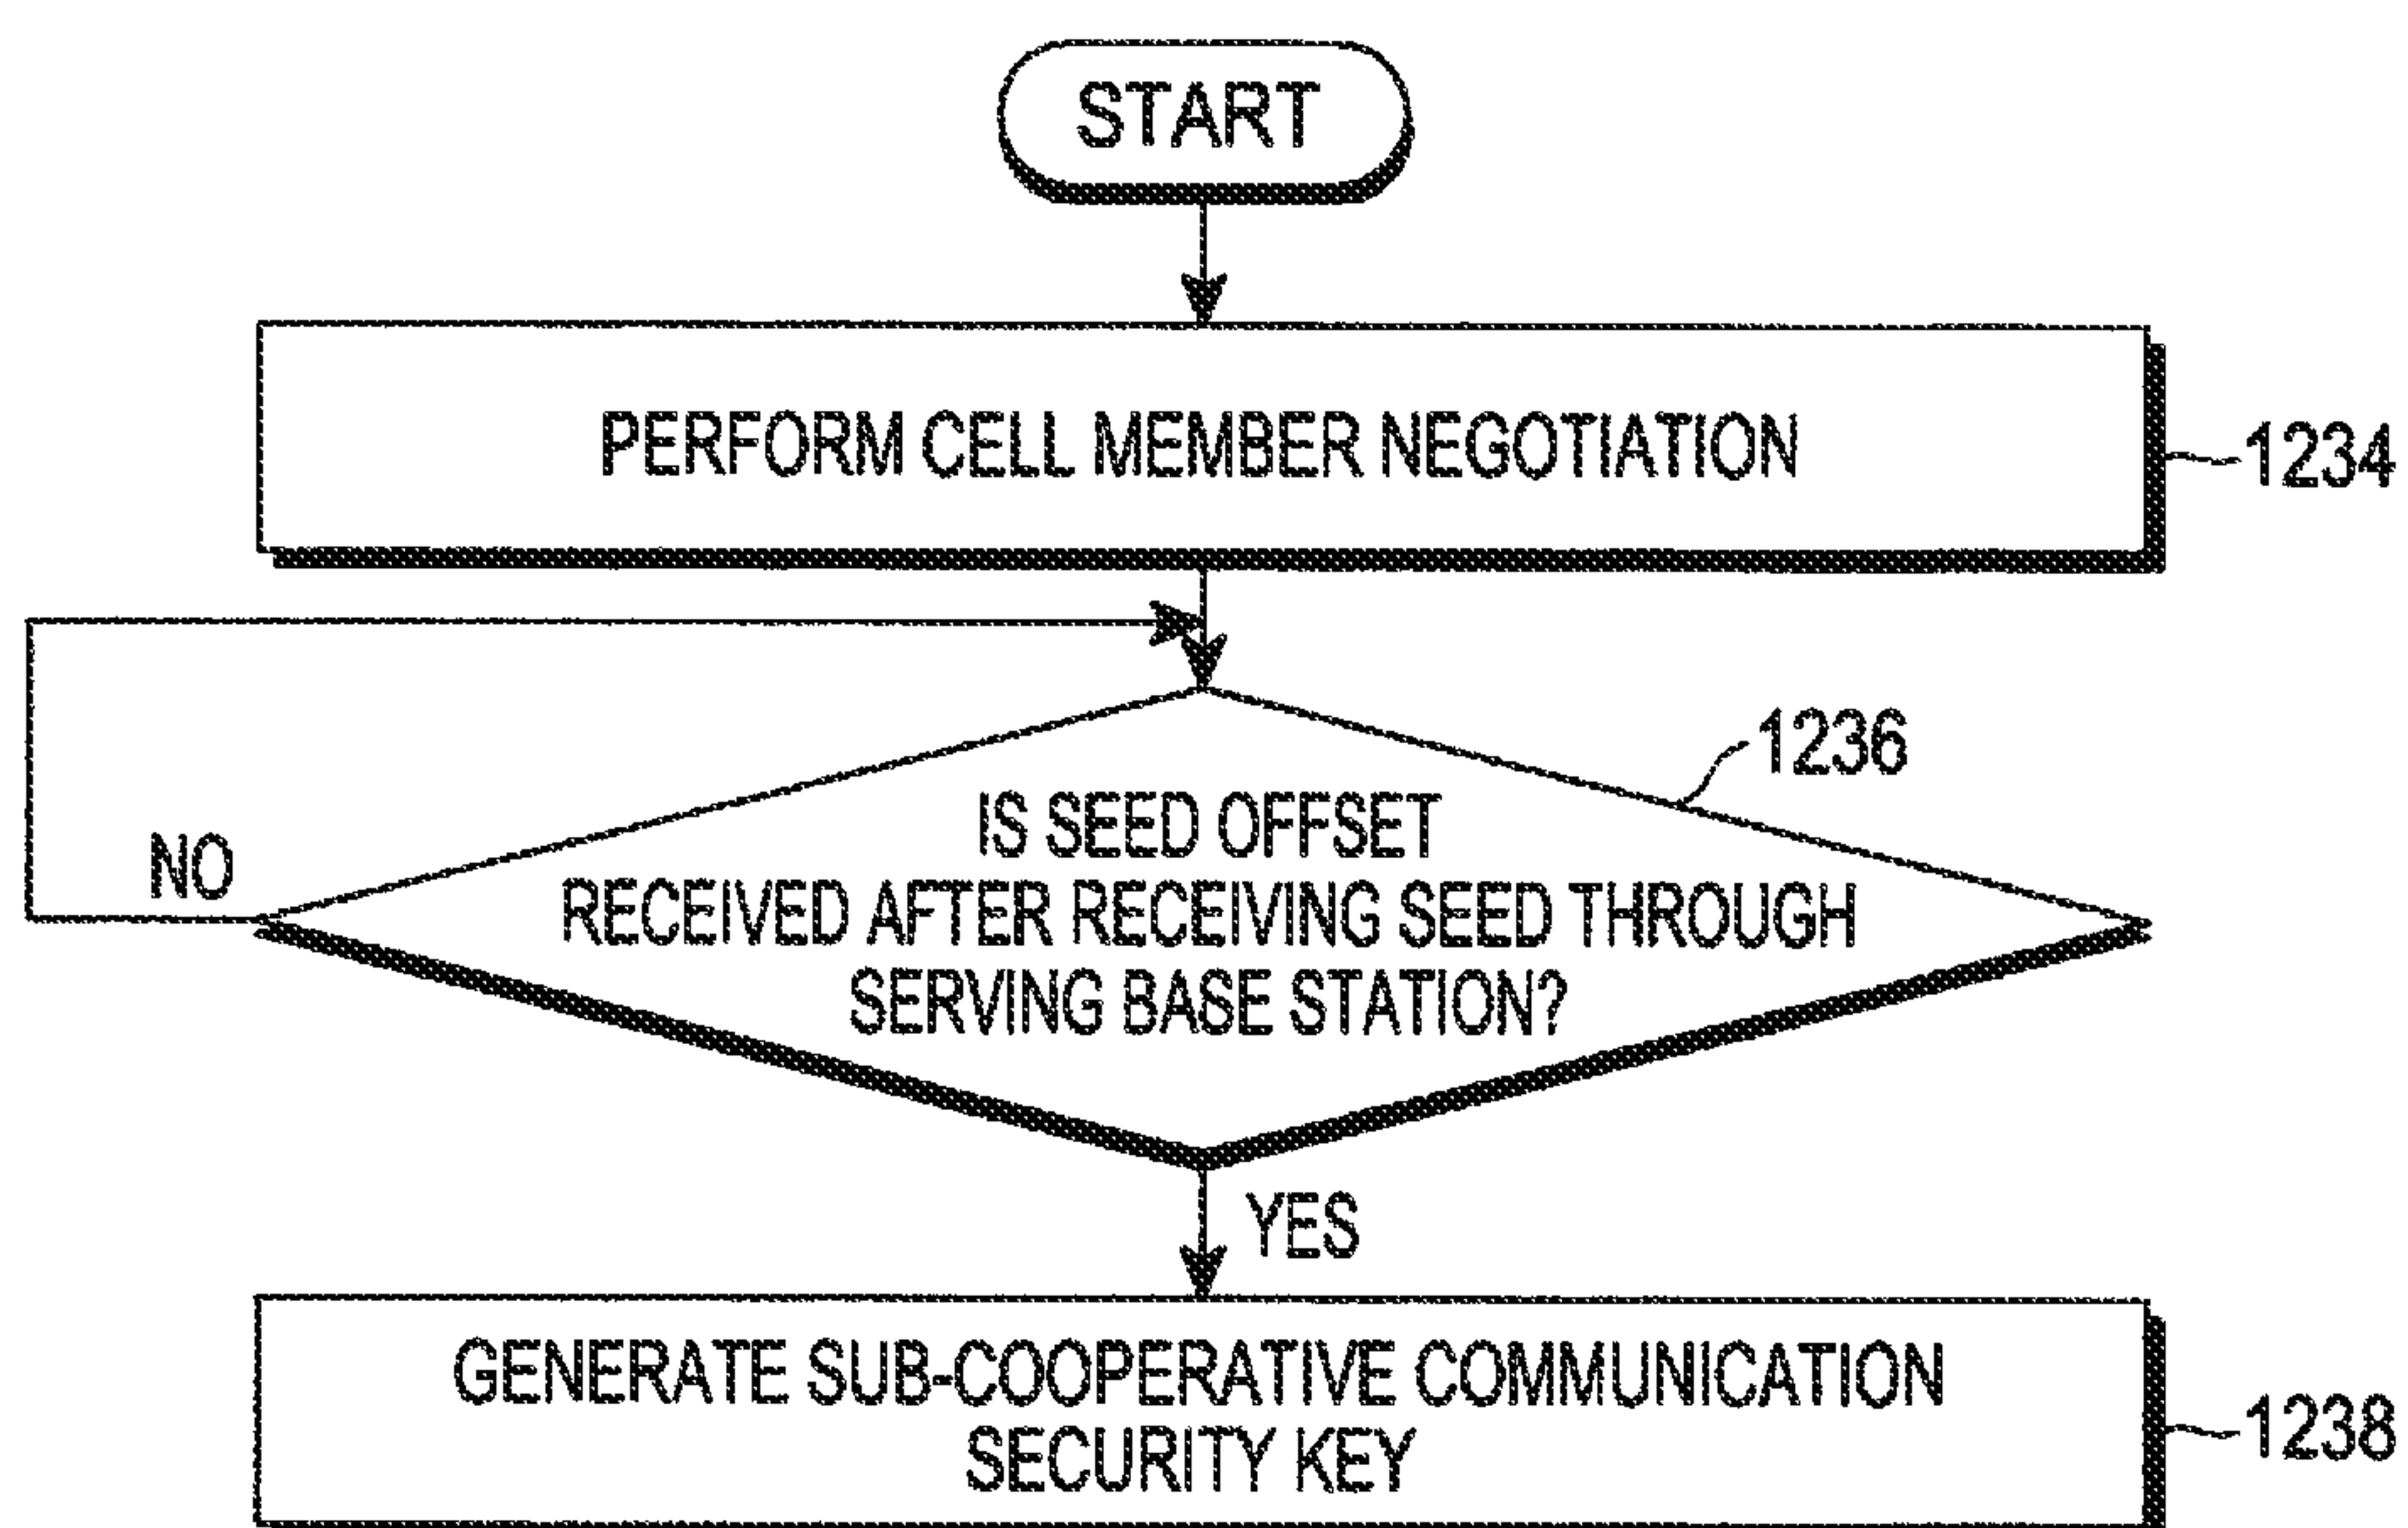 START
PERFORM CELL MEMBER NEGOTIATION
1234
1236
IS SEED OFFSET
RECEIVED AFTER RECEIVING SEED THROUGH
SERVING BASE STATION?
NO
YES
GENERATE SUB-COOPERATIVE COMMUNICATION
SECURITY KEY
1238